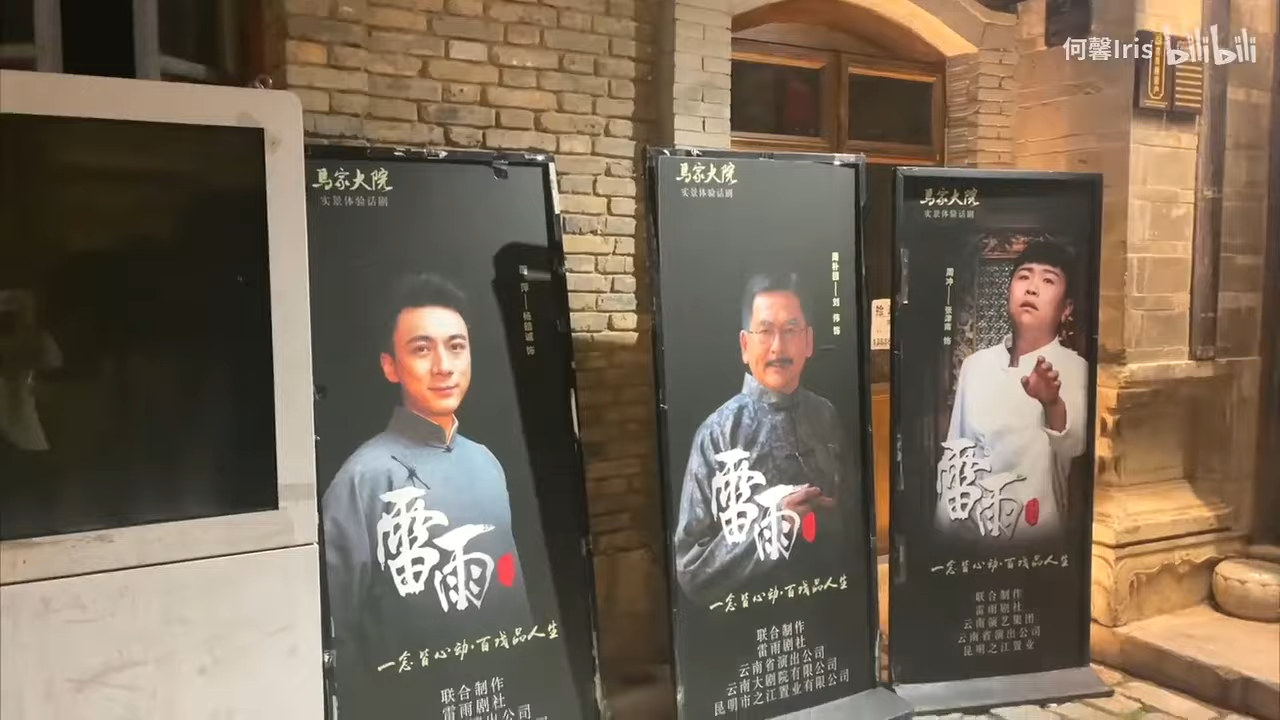 何馨Iris bilibili
马家大院
实景体验话剧
萍——杨皓诚 饰
雷雨
一念皆心动·百戏品人生
联合制作
雷雨剧社
马家大院
实景体验话剧
周朴园——刘 伟 饰
雷雨
一念皆心动·百戏品人生
联合制作
雷雨剧社
云南省演出公司
云南大剧院有限公司
昆明市之江置业有限公司
马家大院
实景体验话剧
周 冲——张津南 饰
雷雨
一念皆心动·百戏品人生
联合制作
雷雨剧社
云南演艺集团
云南省演出公司
昆明之江置业